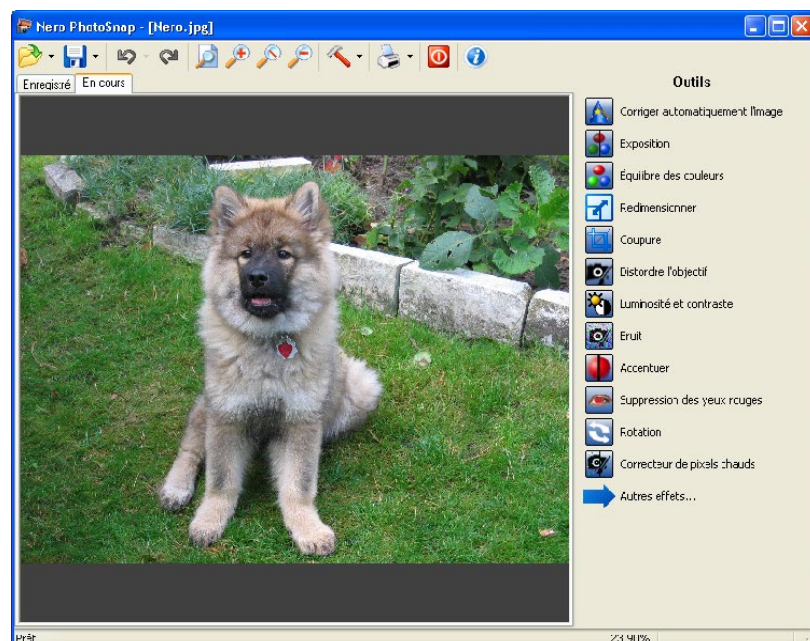 Nero PhotoSnap - [Nero.jpg]
Enregistré
En cours
Outils
Corriger automatiquement l'image
Exposition
Équilibre des couleurs
Redimensionner
Coupure
Distordre l'objectif
Luminosité et contraste
Bruit
Accentuer
Suppression des yeux rouges
Rotation
Correcteur de pixels chauds
Autres effets...
Prêt
23.90%